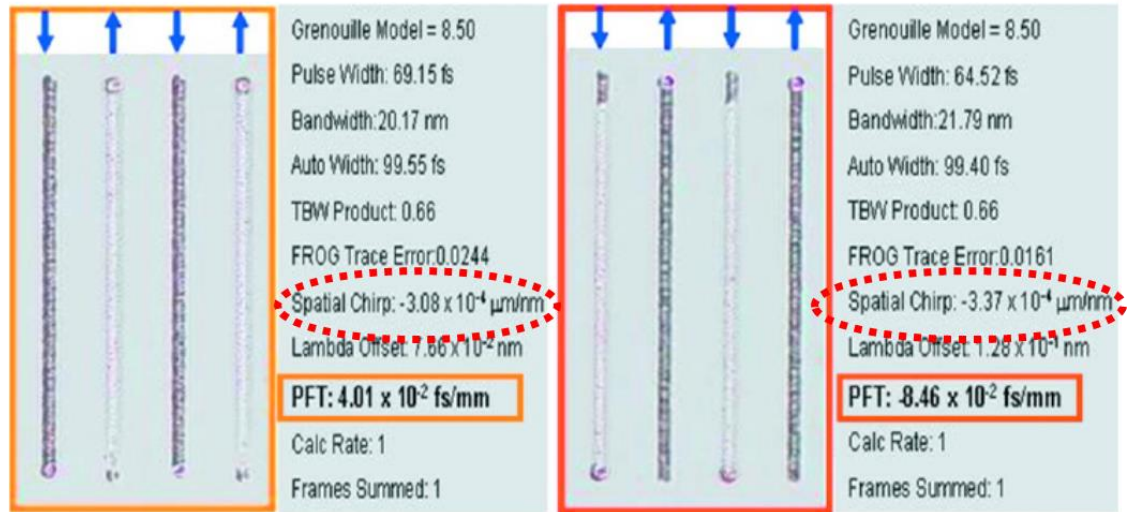 Grenouille Model = 8.50
Pulse Width: 69.15 fs
Bandwidth:20.17 nm
Auto Width: 99.55 fs
TBW Product: 0.66
FROG Trace Error:0.0244
Spatial Chirp: -3.08 x 10⁻⁴ µm/nm
Lambda Offset: 7.66 x 10⁻² nm
PFT: 4.01 x 10⁻² fs/mm
Calc Rate: 1
Frames Summed: 1
Grenouille Model = 8.50
Pulse Width: 64.52 fs
Bandwidth:21.79 nm
Auto Width: 99.40 fs
TBW Product: 0.66
FROG Trace Error:0.0161
Spatial Chirp: -3.37 x 10⁻⁴ µm/nm
Lambda Offset: 1.28 x 10⁻¹ nm
PFT: -8.46 x 10⁻² fs/mm
Calc Rate: 1
Frames Summed: 1